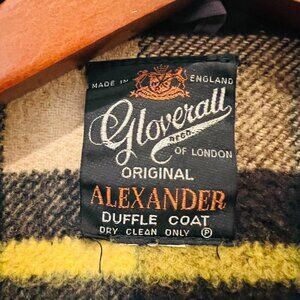 MADE IN ENGLAND
Gloverall
REGD.
OF LONDON
ORIGINAL
ALEXANDER
DUFFLE COAT
DRY CLEAN ONLY P